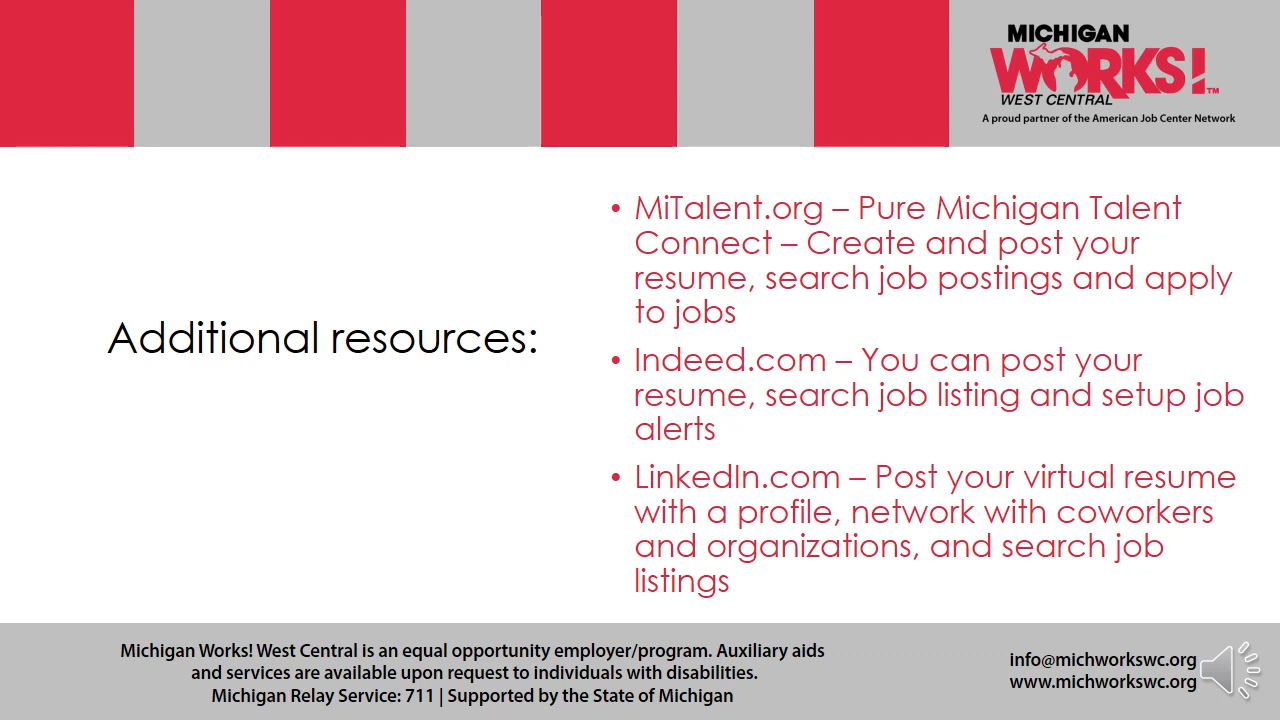 MICHIGAN
WORKS!™
WEST CENTRAL
A proud partner of the American Job Center Network
Additional resources:
• MiTalent.org – Pure Michigan Talent
Connect – Create and post your
resume, search job postings and apply
to jobs
• Indeed.com – You can post your
resume, search job listing and setup job
alerts
• LinkedIn.com – Post your virtual resume
with a profile, network with coworkers
and organizations, and search job
listings
Michigan Works! West Central is an equal opportunity employer/program. Auxiliary aids
and services are available upon request to individuals with disabilities.
Michigan Relay Service: 711 | Supported by the State of Michigan
info@michworkswc.org
www.michworkswc.org